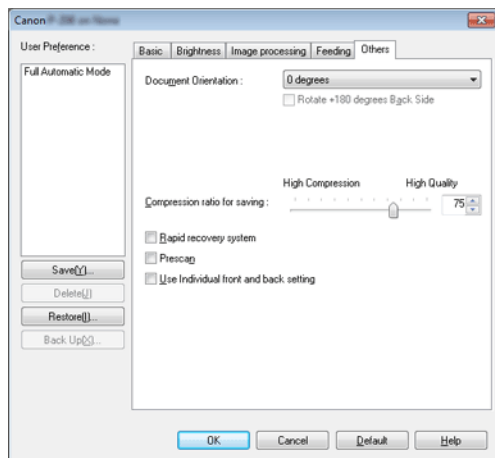 Canon
User Preference :
Full Automatic Mode
Save(Y)...
Delete(J)
Restore(I)...
Back Up(X)...
Basic
Brightness
Image processing
Feeding
Others
Document Orientation :
0 degrees
Rotate +180 degrees Back Side
High Compression
High Quality
Compression ratio for saving :
75
Rapid recovery system
Prescan
Use Individual front and back setting
OK
Cancel
Default
Help